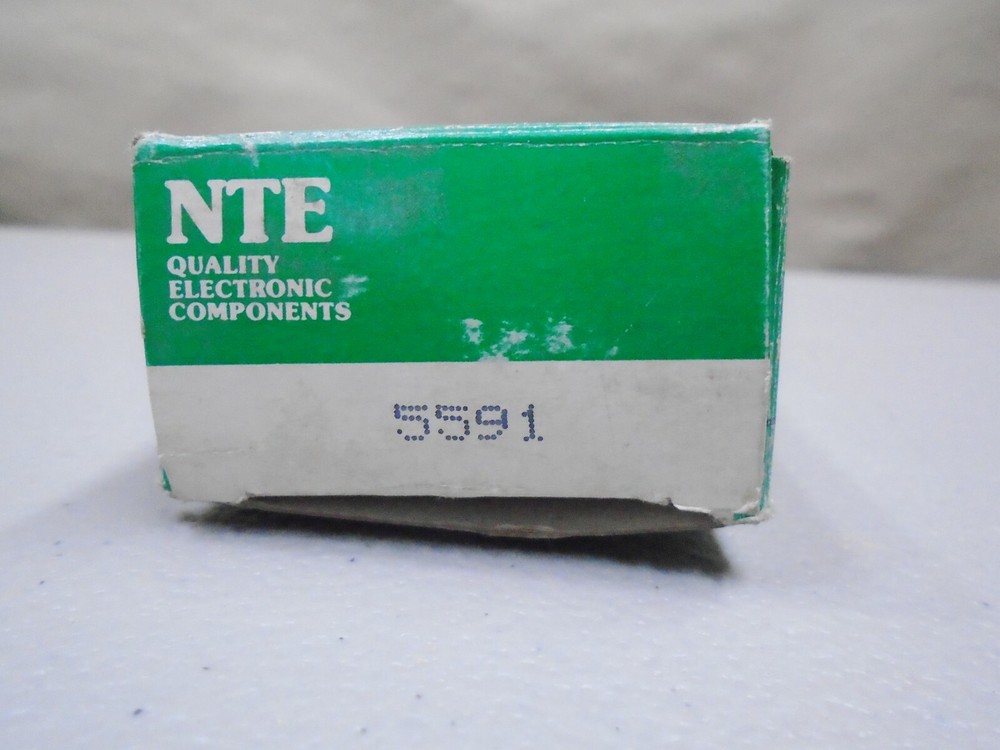 NTE
QUALITY
ELECTRONIC
COMPONENTS
5591